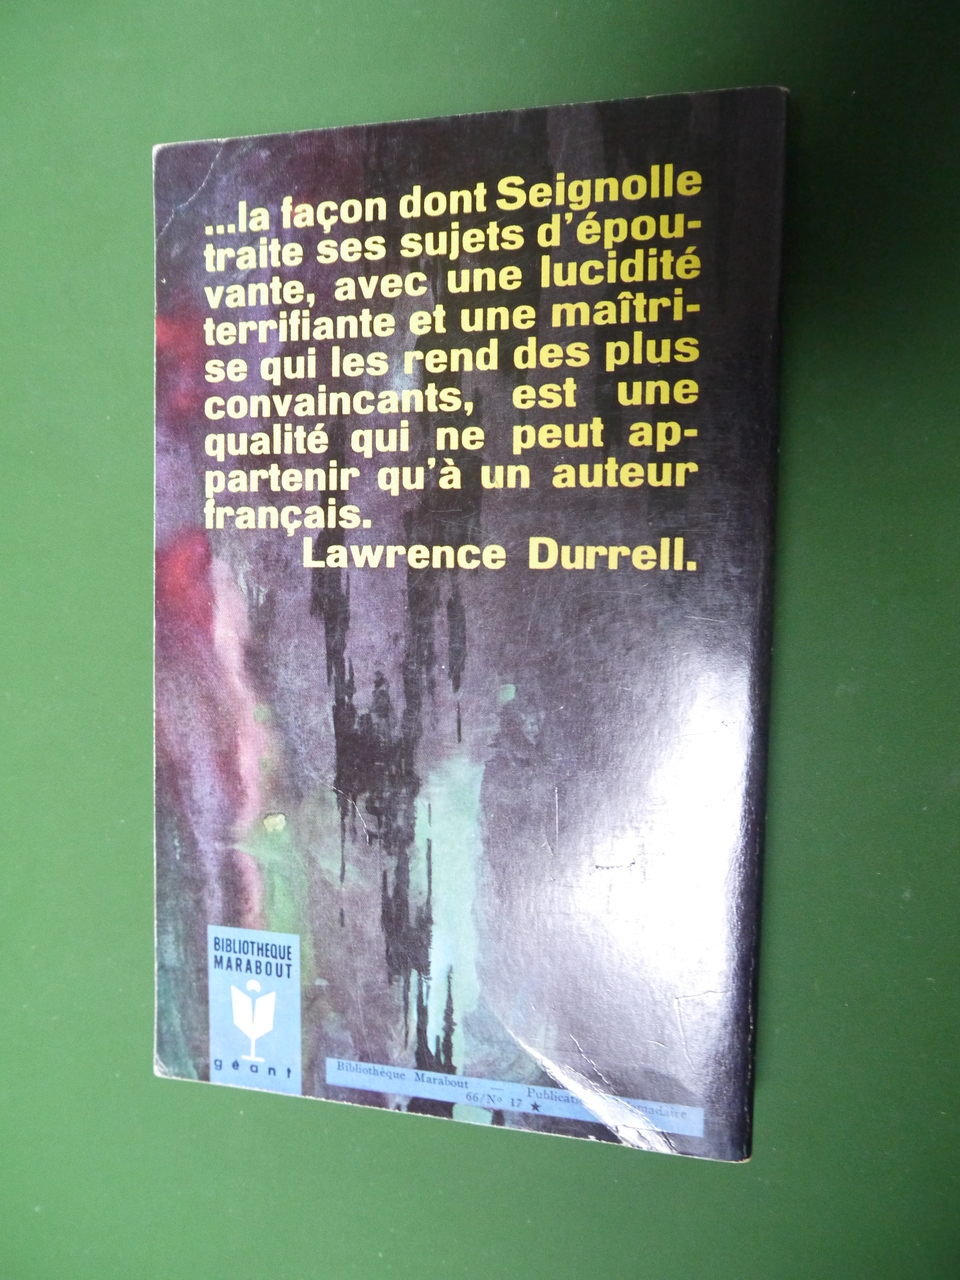 ...la façon dont Seignolle
traite ses sujets d'épou-
vante, avec une lucidité
terrifiante et une maîtri-
se qui les rend des plus
convaincants, est une
qualité qui ne peut ap-
partenir qu'à un auteur
français.
Lawrence Durrell.
BIBLIOTHEQUE
MARABOUT
géant
Bibliothèque Marabout — Publication
66/Nº 17 ★